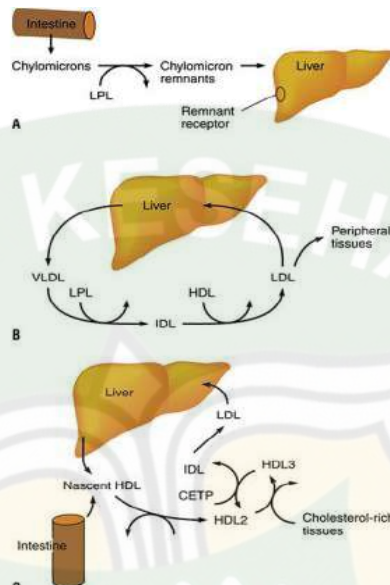 Intestine
Chylomicrons
Chylomicron
remnants
Liver
LPL
Remnant
receptor
A
KESEHA
Liver
Peripheral
tissues
VLDL
LPL
HDL
LDL
IDL
B
Liver
LDL
IDL
HDL3
Nascent HDL
CETP
HDL2
Cholesterol-rich
tissues
Intestine
C